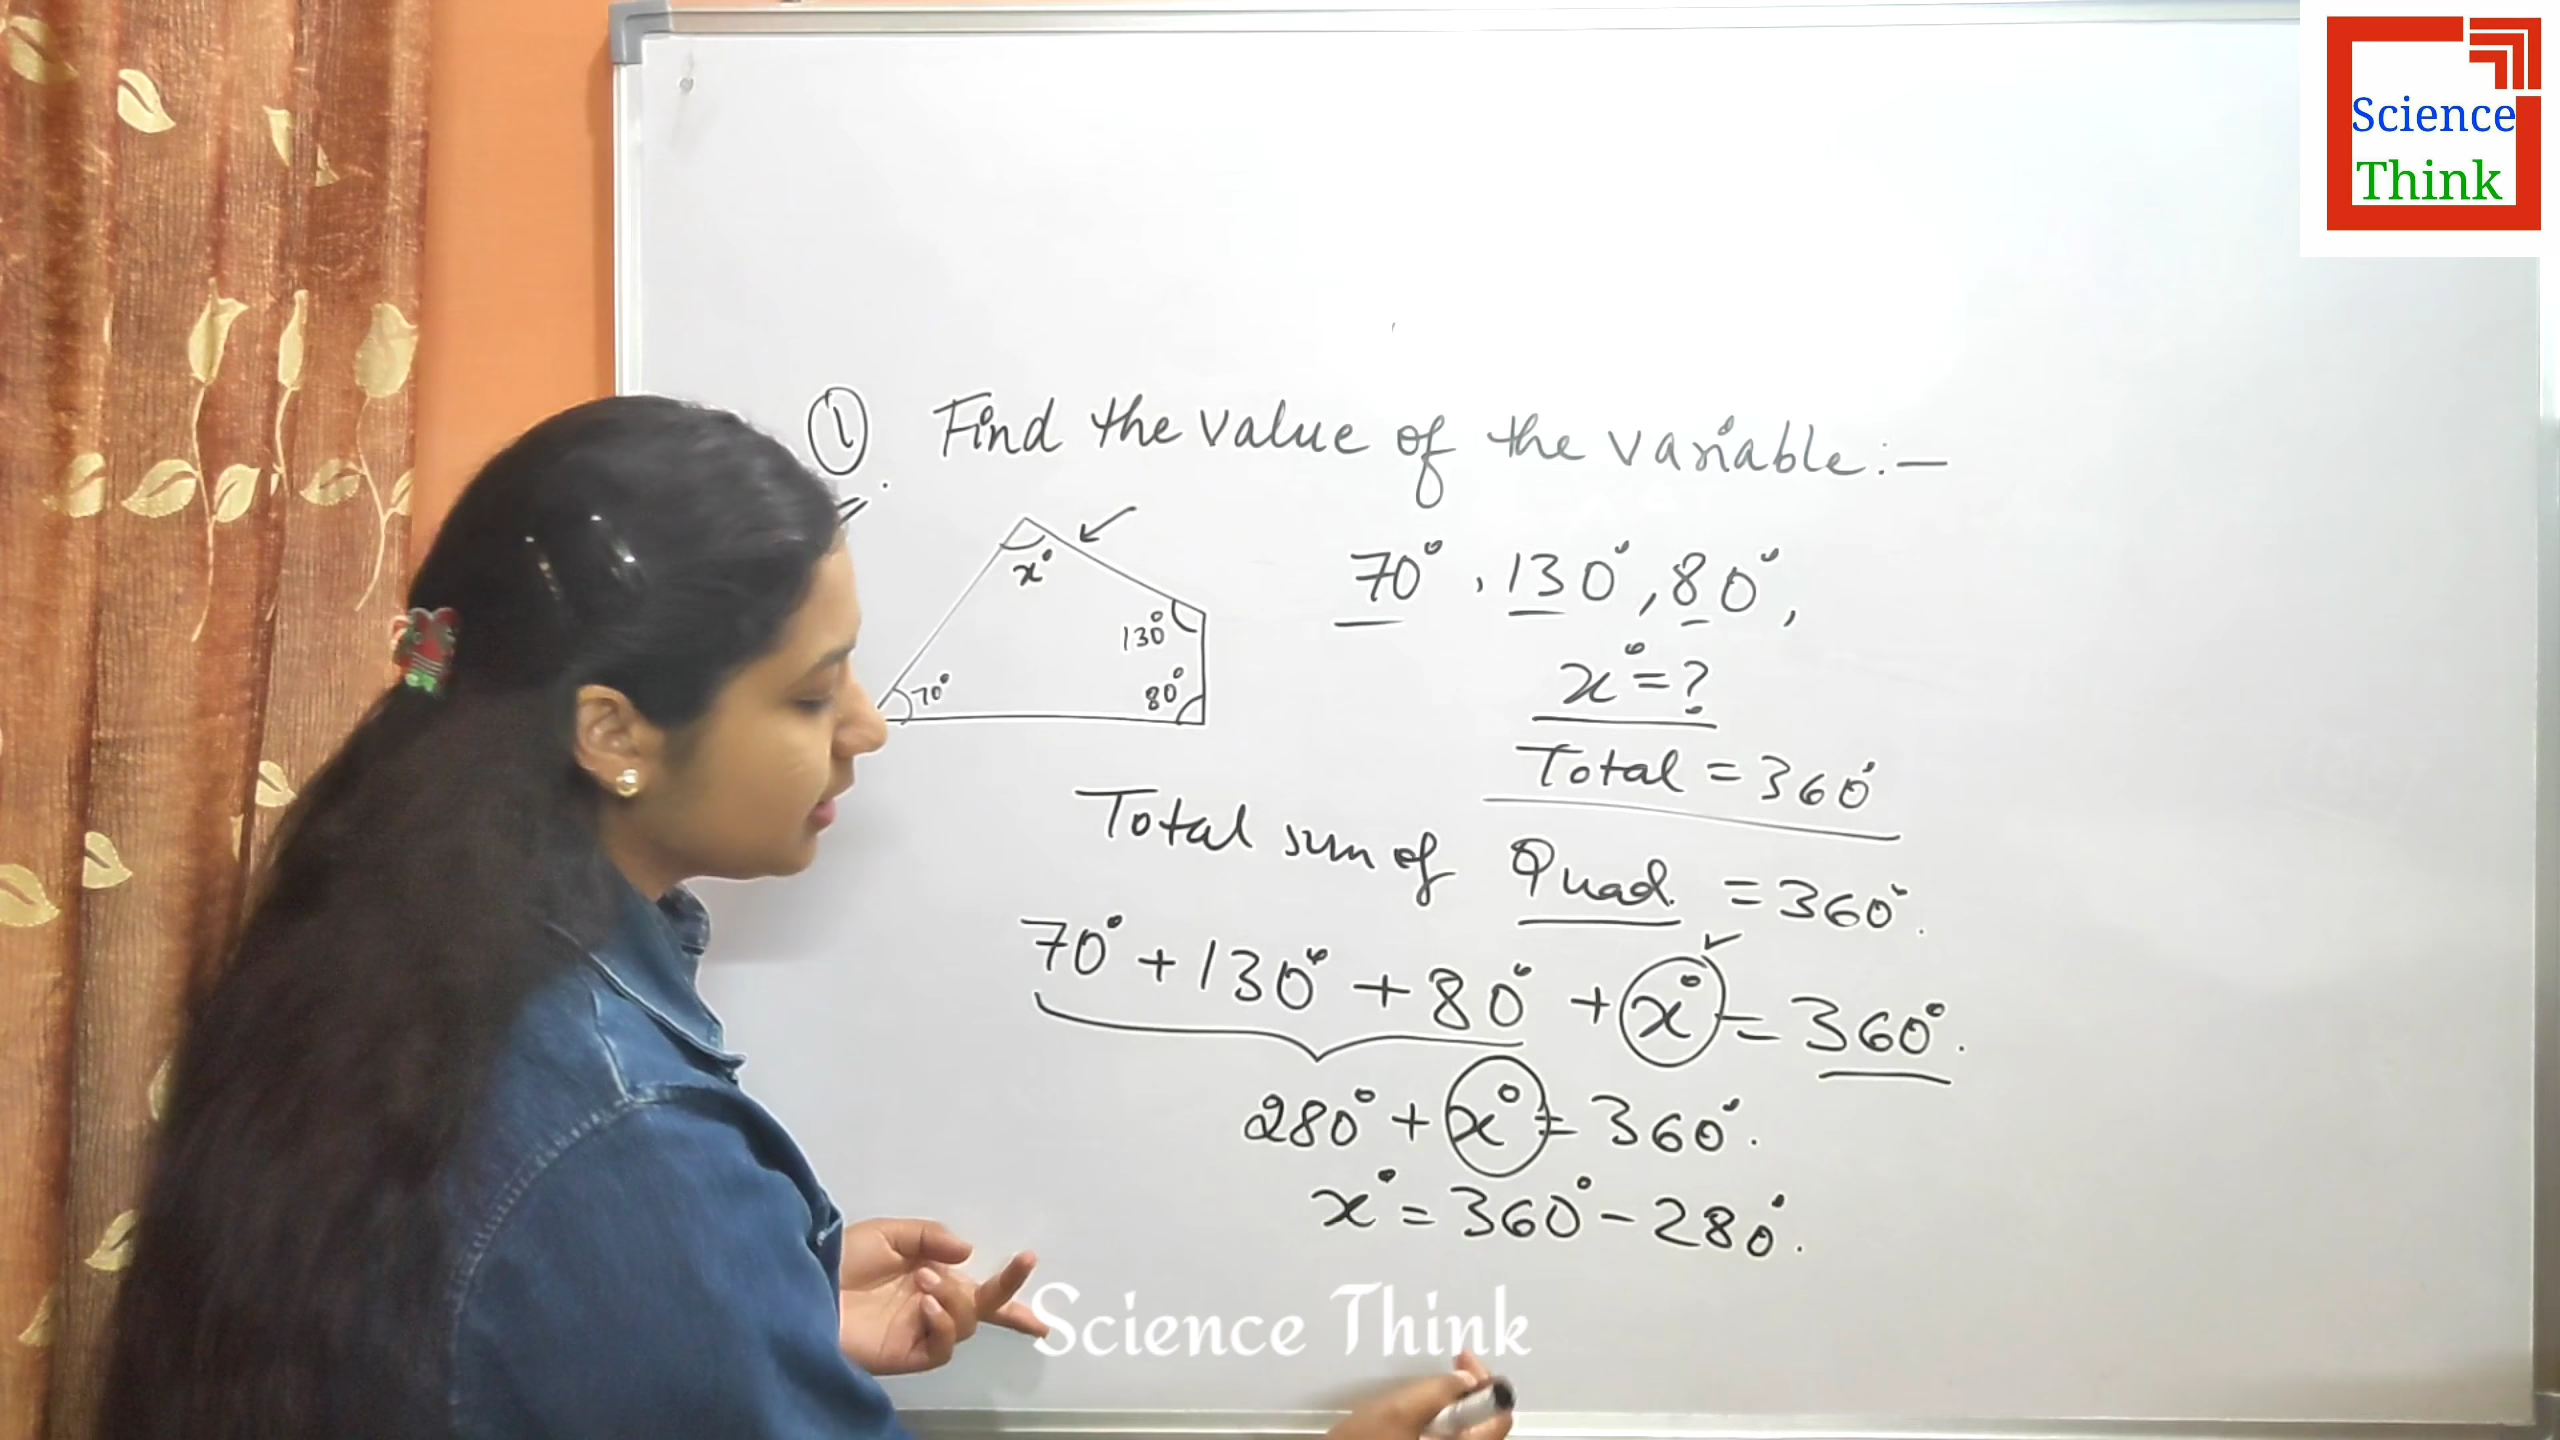 Science
Think
① Find the value of the variable:-
x°
130°
70°
80°
70°, 130°, 80°,
x° = ?
Total = 360°
Total sum of Quad. = 360°.
70° + 130° + 80° + x° = 360°.
280° + x° = 360°.
x° = 360° - 280°.
Science Think